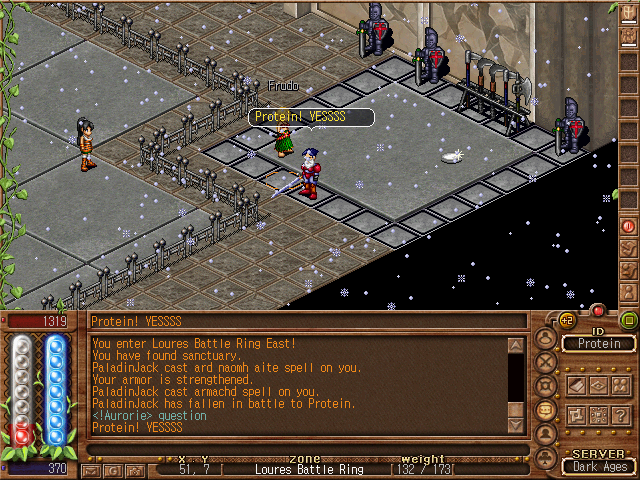 Frudo
Protein! YESSSS
1319
Protein! YESSSS
+2
ID
Protein
You enter Loures Battle Ring East!
You have found sanctuary.
PaladinJack cast ard naomh aite spell on you.
Your armor is strengthened.
PaladinJack cast armachd spell on you.
PaladinJack has fallen in battle to Protein.
<!Aurorie> question
Protein! YESSSS
?
x y zone weight
370
G
51, 7 [ Loures Battle Ring [132 / 173[
SERVER
Dark Ages